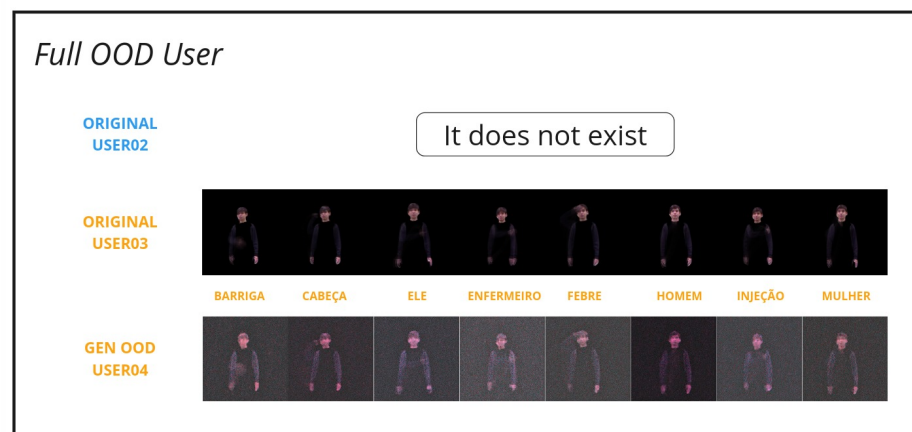 Full OOD User
ORIGINAL
USER02
It does not exist
ORIGINAL
USER03
BARRIGA CABEÇA ELE ENFERMEIRO FEBRE HOMEM INJEÇÃO MULHER
GEN OOD
USER04